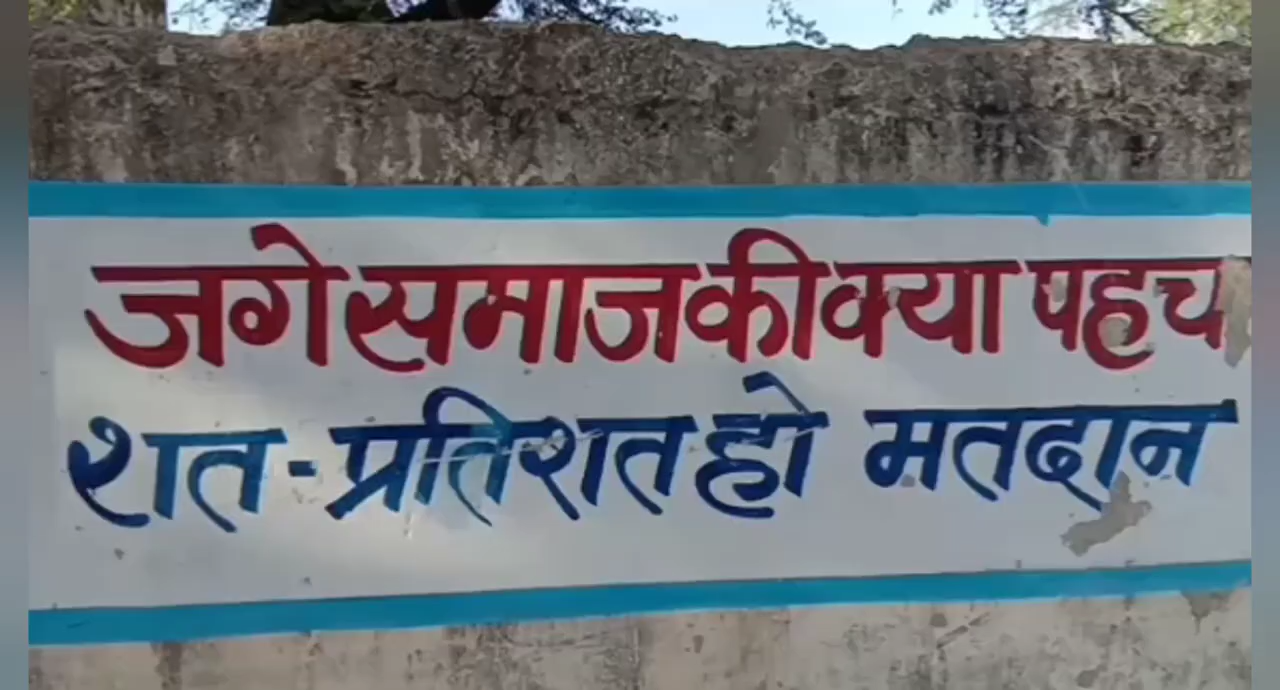 जगे समाज की क्या पहचा
शत-प्रतिशत हो मतदान